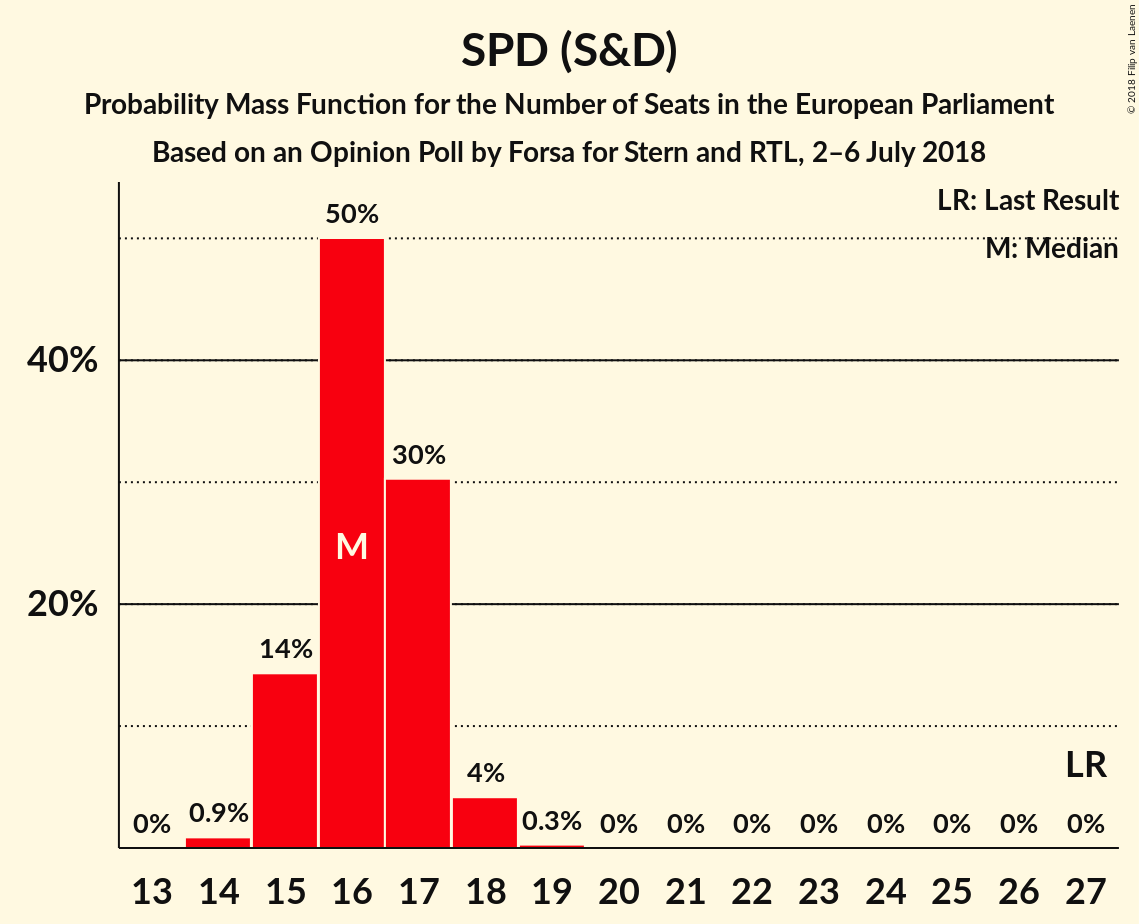 SPD (S&D)
Probability Mass Function for the Number of Seats in the European Parliament
Based on an Opinion Poll by Forsa for Stern and RTL, 2–6 July 2018
© 2018 Filip van Laenen
LR: Last Result
M: Median
50%
40%
30%
M
20%
14%
LR
4%
0% 0.9% 0.3% 0% 0% 0% 0% 0% 0% 0% 0%
13 14 15 16 17 18 19 20 21 22 23 24 25 26 27